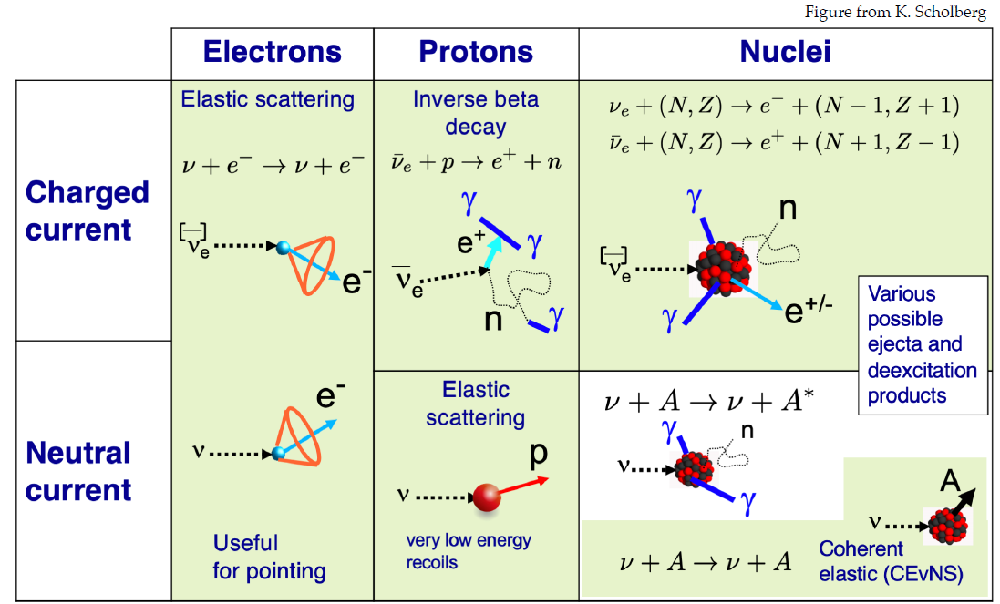 Figure from K. Scholberg
Electrons
Protons
Nuclei
Charged
current
Elastic scattering
ν + e⁻ → ν + e⁻
[—]
νe
e⁻
Inverse beta
decay
ν̄e + p → e⁺ + n
γ
e⁺
γ
ν̄e
n
γ
νe + (N, Z) → e⁻ + (N − 1, Z + 1)
ν̄e + (N, Z) → e⁺ + (N + 1, Z − 1)
γ
n
[—]
νe
γ
e+/-
Various
possible
ejecta and
deexcitation
products
Neutral
current
e⁻
ν
Useful
for pointing
Elastic
scattering
p
ν
very low energy
recoils
ν + A → ν + A*
γ
n
ν
γ
A
ν
ν + A → ν + A
Coherent
elastic (CEvNS)